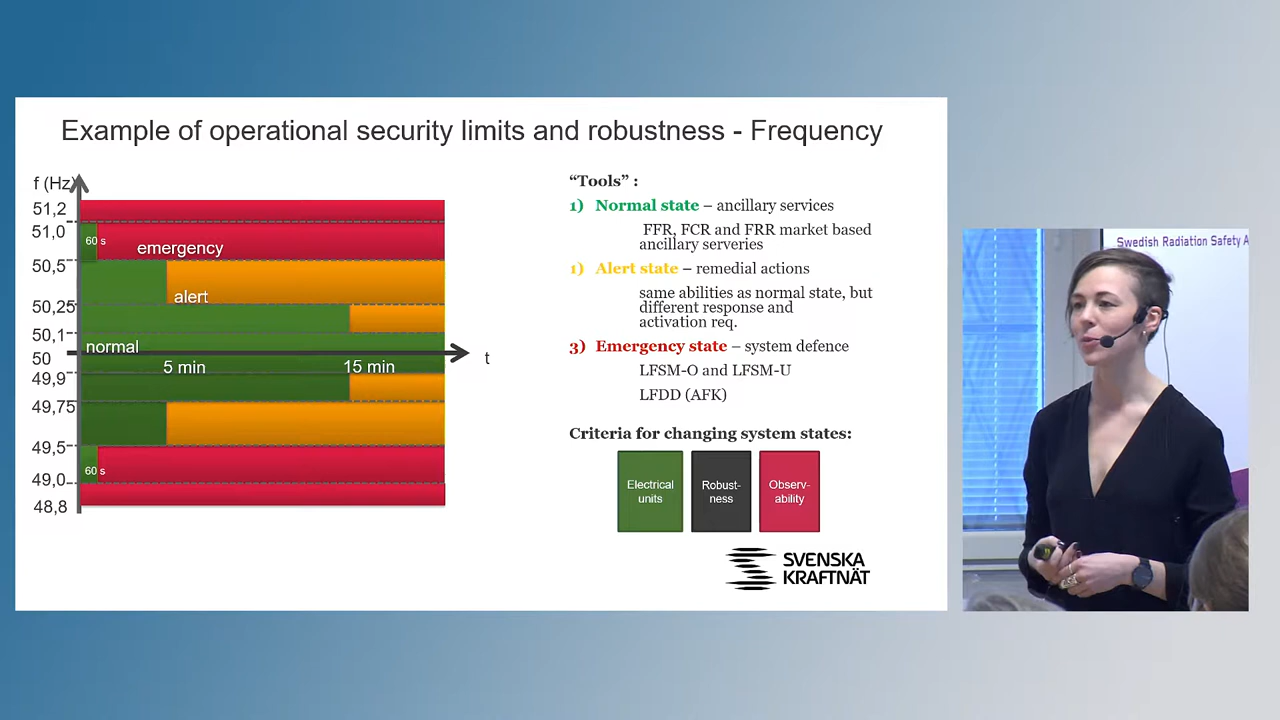 Example of operational security limits and robustness - Frequency
f (Hz)
51,2
51,0
60 s
emergency
50,5
alert
50,25
50,1
normal
50
t
5 min
15 min
49,9
49,75
49,5
60 s
49,0
48,8
“Tools” :
1) Normal state – ancillary services
FFR, FCR and FRR market based
ancillary serveries
1) Alert state – remedial actions
same abilities as normal state, but
different response and
activation req.
3) Emergency state – system defence
LFSM-O and LFSM-U
LFDD (AFK)
Criteria for changing system states:
Electrical
units
Robust-
ness
Observ-
ability
SVENSKA
KRAFTNÄT
Swedish Radiation Safety A